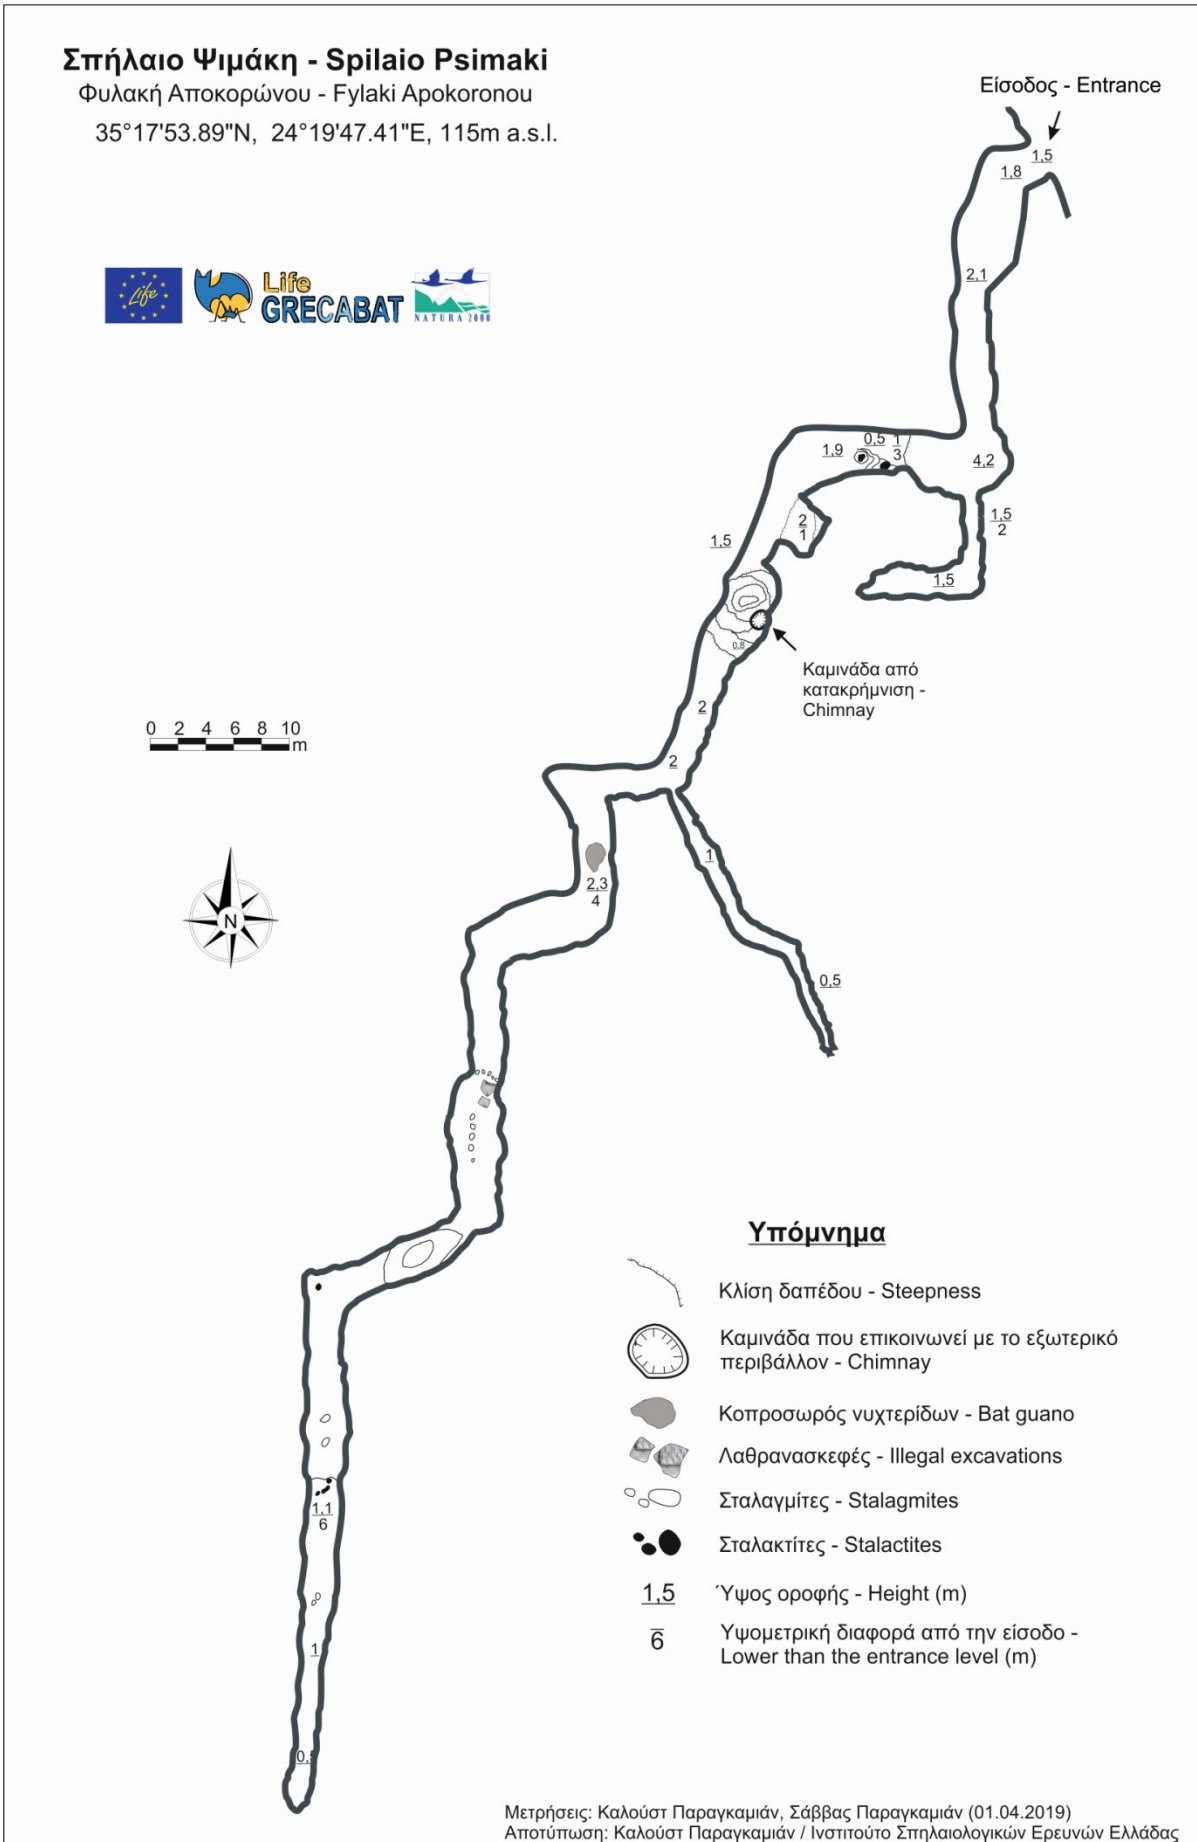 Σπήλαιο Ψιμάκη - Spilaio Psimaki
Φυλακή Αποκορώνου - Fylaki Apokoronou
35°17'53.89"N, 24°19'47.41"E, 115m a.s.l.
Είσοδος - Entrance
1,5
1,8
Life
Life
GRECABAT
NATURA 2000
2,1
0,5
1
3
1,9
4,2
2
1
1,5
2
1,5
1,5
0,8
Καμινάδα από
κατακρήμνιση -
Chimnay
2
0 2 4 6 8 10
m
2
1
2,3
4
N
0,5
Υπόμνημα
Κλίση δαπέδου - Steepness
Καμινάδα που επικοινωνεί με το εξωτερικό
περιβάλλον - Chimnay
Κοπροσωρός νυχτερίδων - Bat guano
Λαθρανασκεφές - Illegal excavations
Σταλαγμίτες - Stalagmites
Σταλακτίτες - Stalactites
1,5 Ύψος οροφής - Height (m)
6 Υψομετρική διαφορά από την είσοδο -
Lower than the entrance level (m)
1,1
6
1
0,5
Μετρήσεις: Καλούστ Παραγκαμιάν, Σάββας Παραγκαμιάν (01.04.2019)
Αποτύπωση: Καλούστ Παραγκαμιάν / Ινστιτούτο Σπηλαιολογικών Ερευνών Ελλάδας